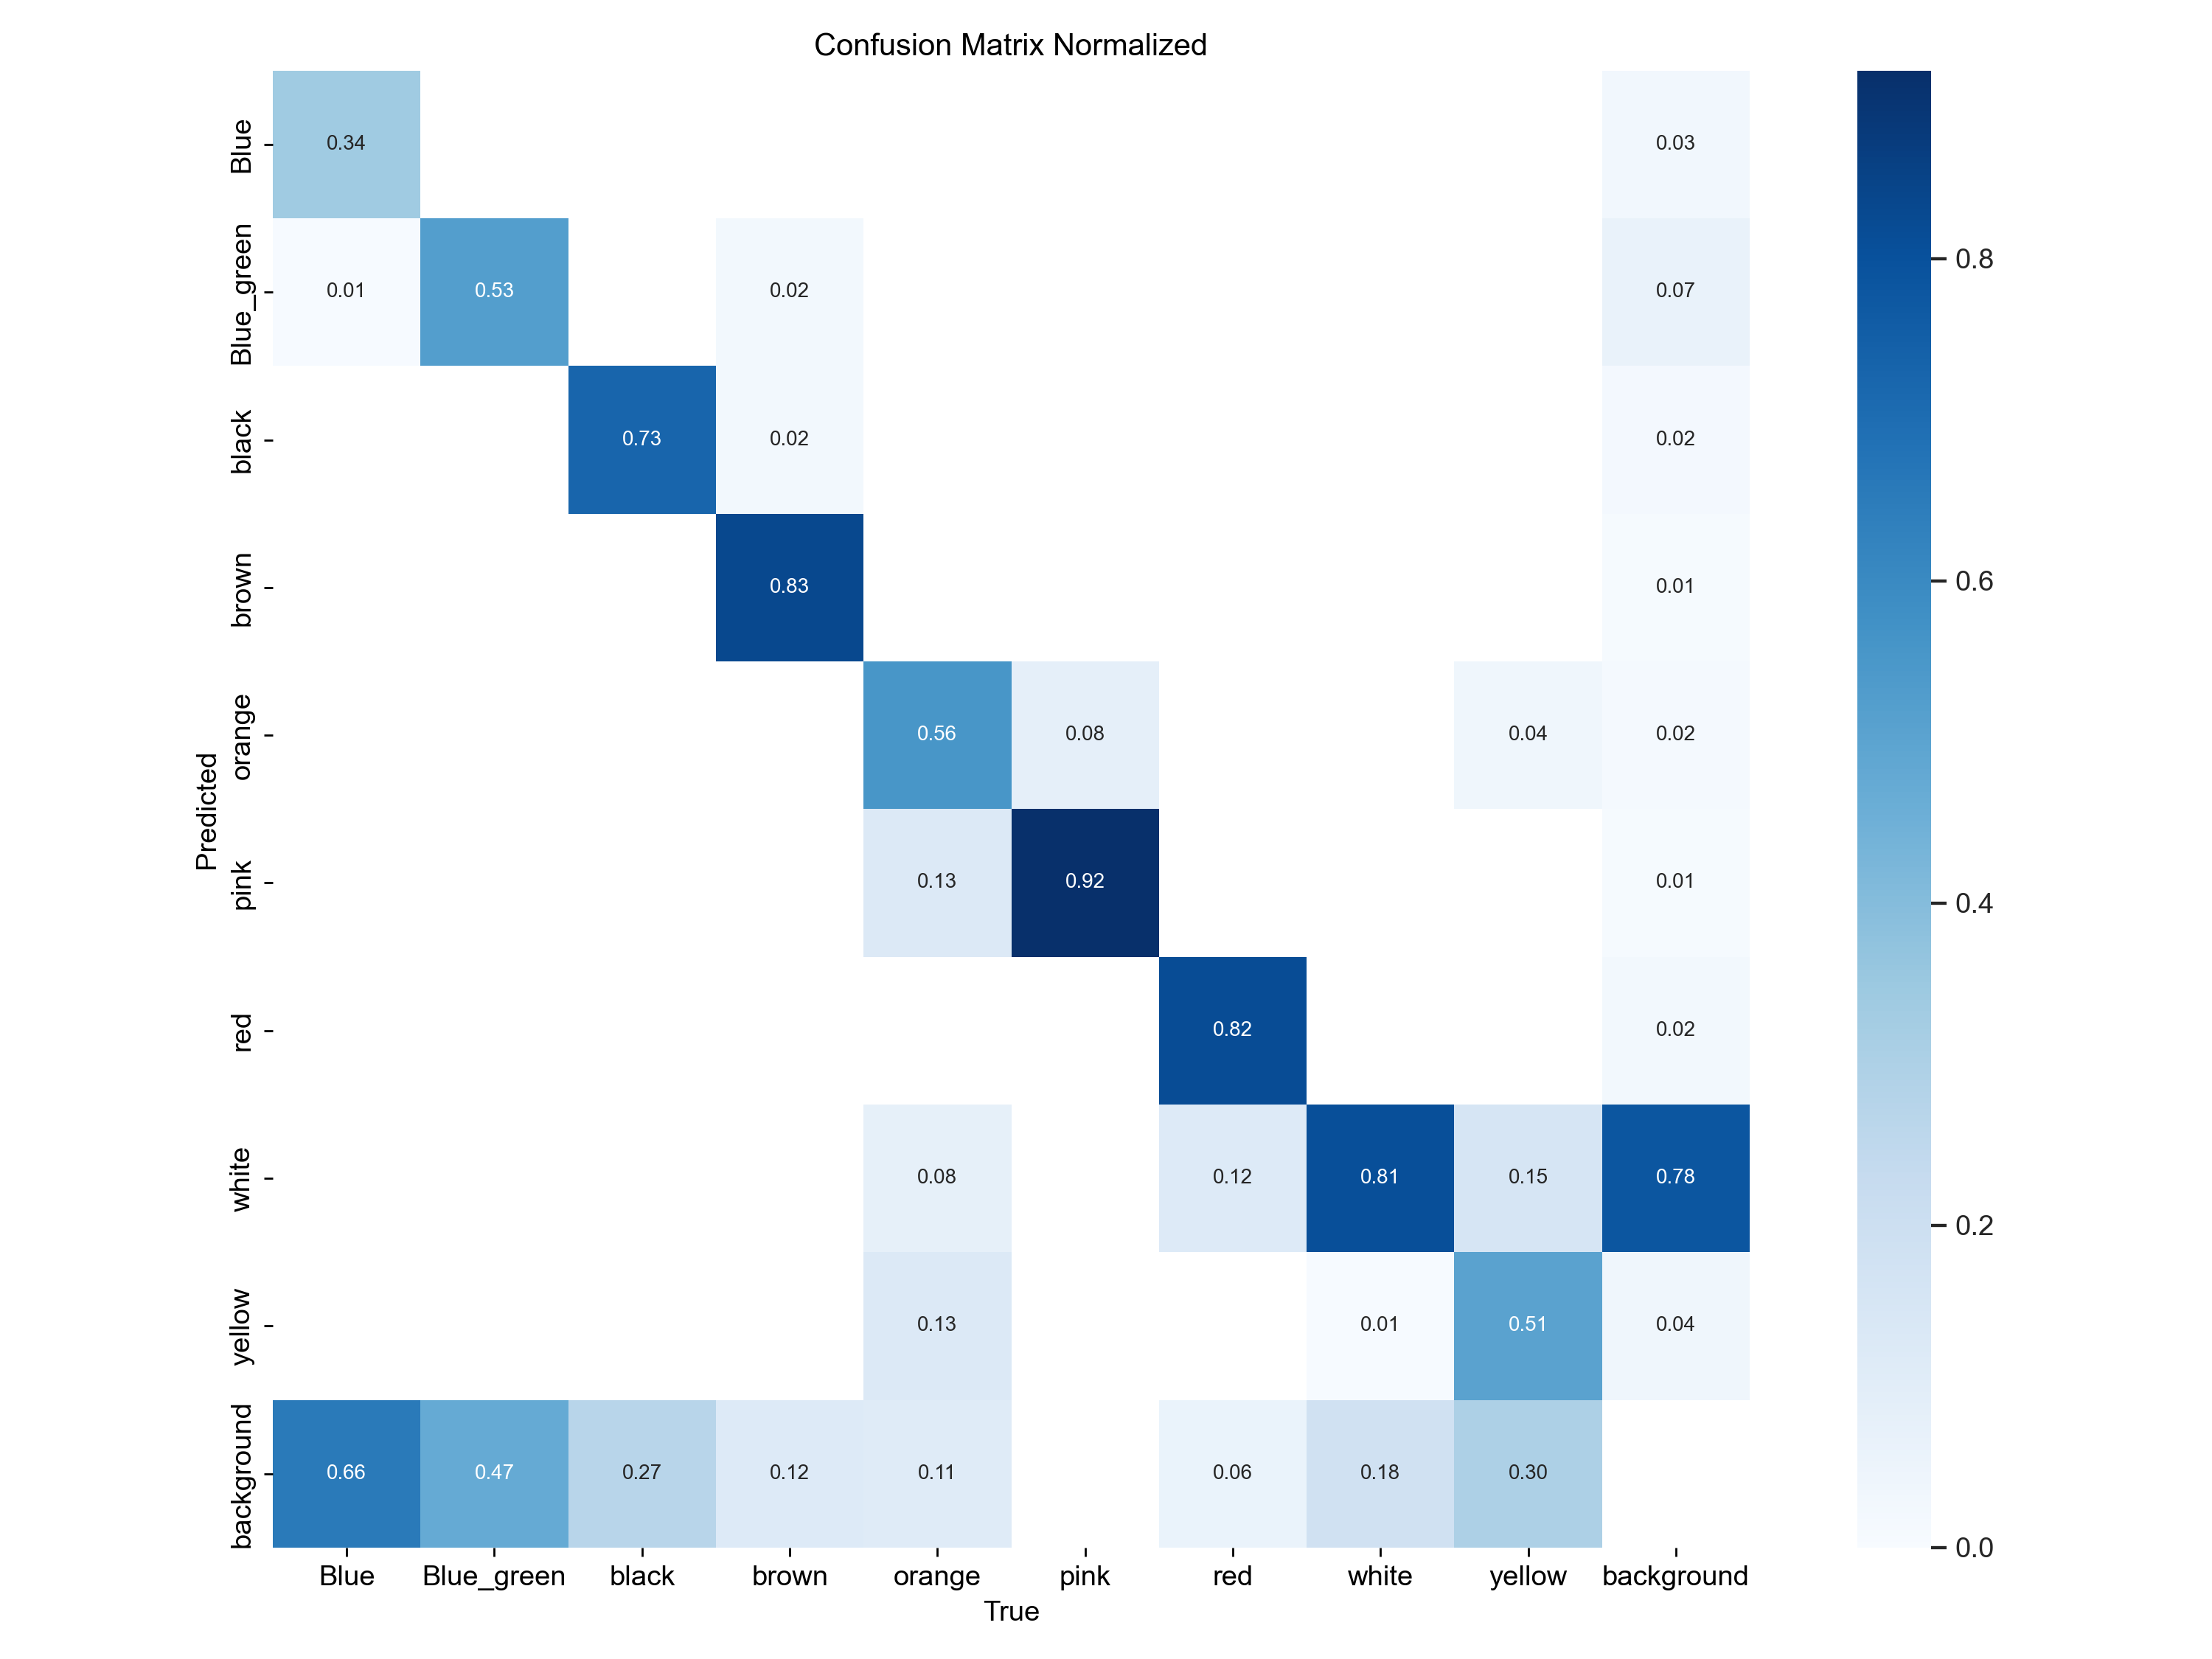 Confusion Matrix Normalized
Blue
0.34
0.03
Blue_green
0.01
0.53
0.02
0.07
0.8
black
0.73
0.02
0.02
brown
0.83
0.01
0.6
orange
0.56
0.08
0.04
0.02
Predicted
pink
0.13
0.92
0.01
0.4
red
0.82
0.02
white
0.08
0.12
0.81
0.15
0.78
0.2
yellow
0.13
0.01
0.51
0.04
background
0.66
0.47
0.27
0.12
0.11
0.06
0.18
0.30
0.0
Blue
Blue_green
black
brown
orange
pink
red
white
yellow
background
True